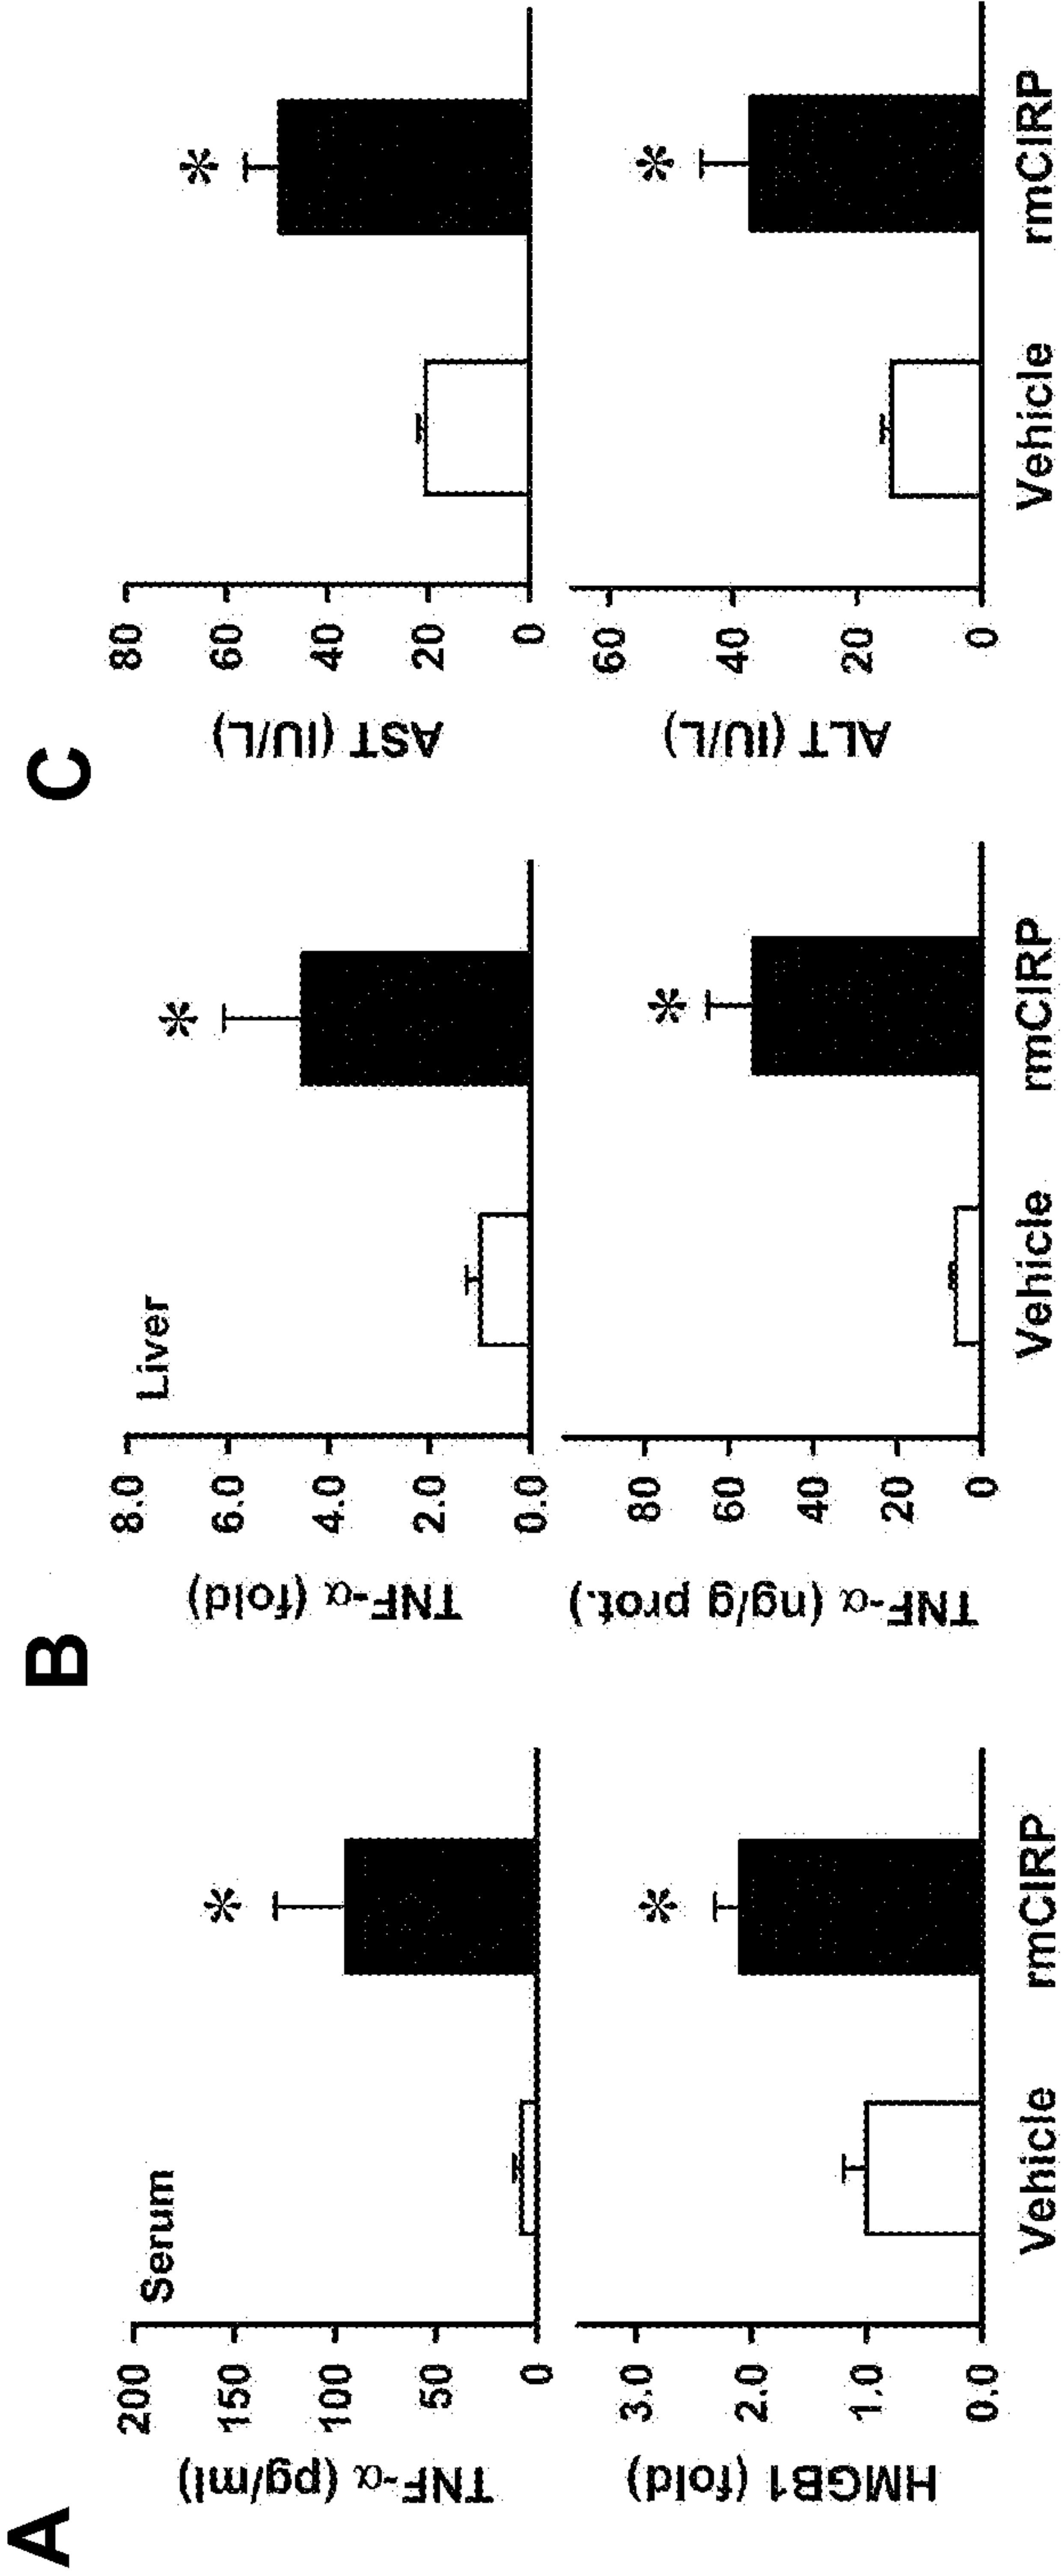 A
Serum
TNF-α (pg/ml)
200
150
100
50
0
*
HMGB1 (fold)
3.0
2.0
1.0
0.0
*
Vehicle rmCIRP
B
Liver
TNF-α (fold)
8.0
6.0
4.0
2.0
0.0
*
TNF-α (ng/g prot.)
80
60
40
20
0
*
Vehicle rmCIRP
C
AST (IU/L)
80
60
40
20
0
*
ALT (IU/L)
60
40
20
0
*
Vehicle rmCIRP